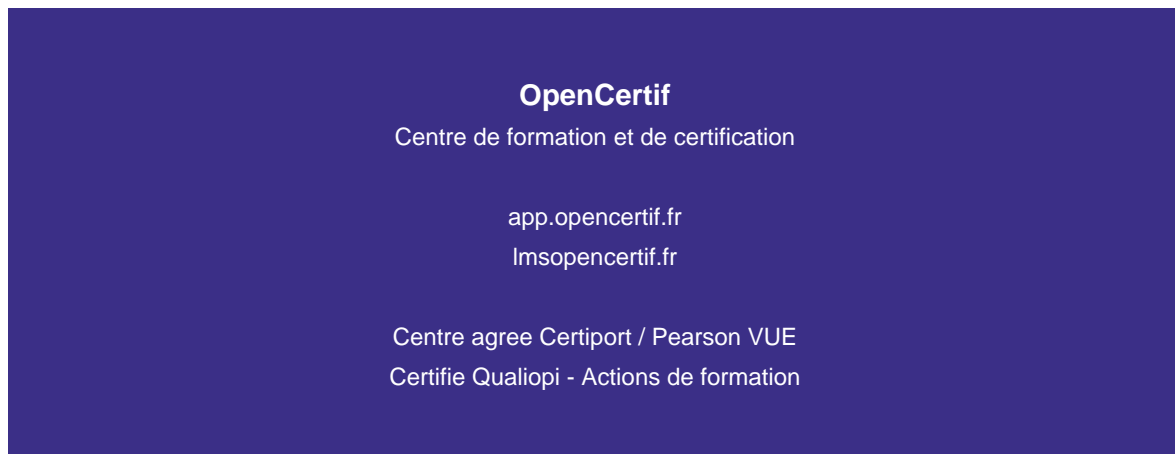 OpenCertif
Centre de formation et de certification
app.opencertif.fr
lmsopencertif.fr
Centre agree Certiport / Pearson VUE
Certifie Qualiopi - Actions de formation